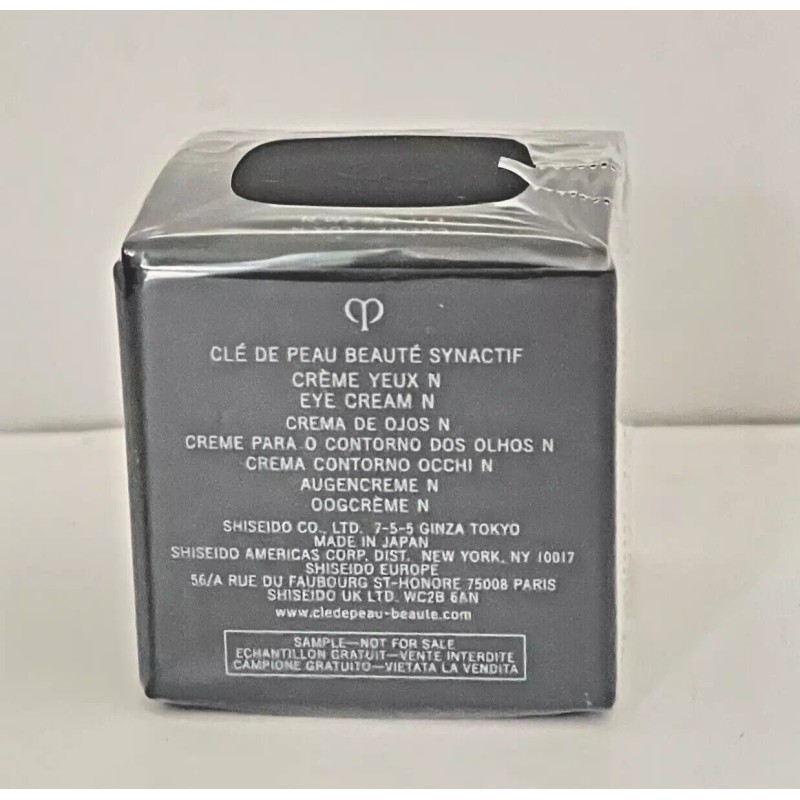 CLÉ DE PEAU BEAUTÉ SYNACTIF
CRÈME YEUX N
EYE CREAM N
CREMA DE OJOS N
CREME PARA O CONTORNO DOS OLHOS N
CREMA CONTORNO OCCHI N
AUGENCREME N
OOGCRÈME N
SHISEIDO CO., LTD. 7-5-5 GINZA TOKYO
MADE IN JAPAN
SHISEIDO AMERICAS CORP. DIST. NEW YORK, NY 10017
SHISEIDO EUROPE
56/A RUE DU FAUBOURG ST-HONORE 75008 PARIS
SHISEIDO UK LTD. WC2B 6AN
www.cledepeau-beaute.com
SAMPLE—NOT FOR SALE
ECHANTILLON GRATUIT—VENTE INTERDITE
CAMPIONE GRATUITO—VIETATA LA VENDITA